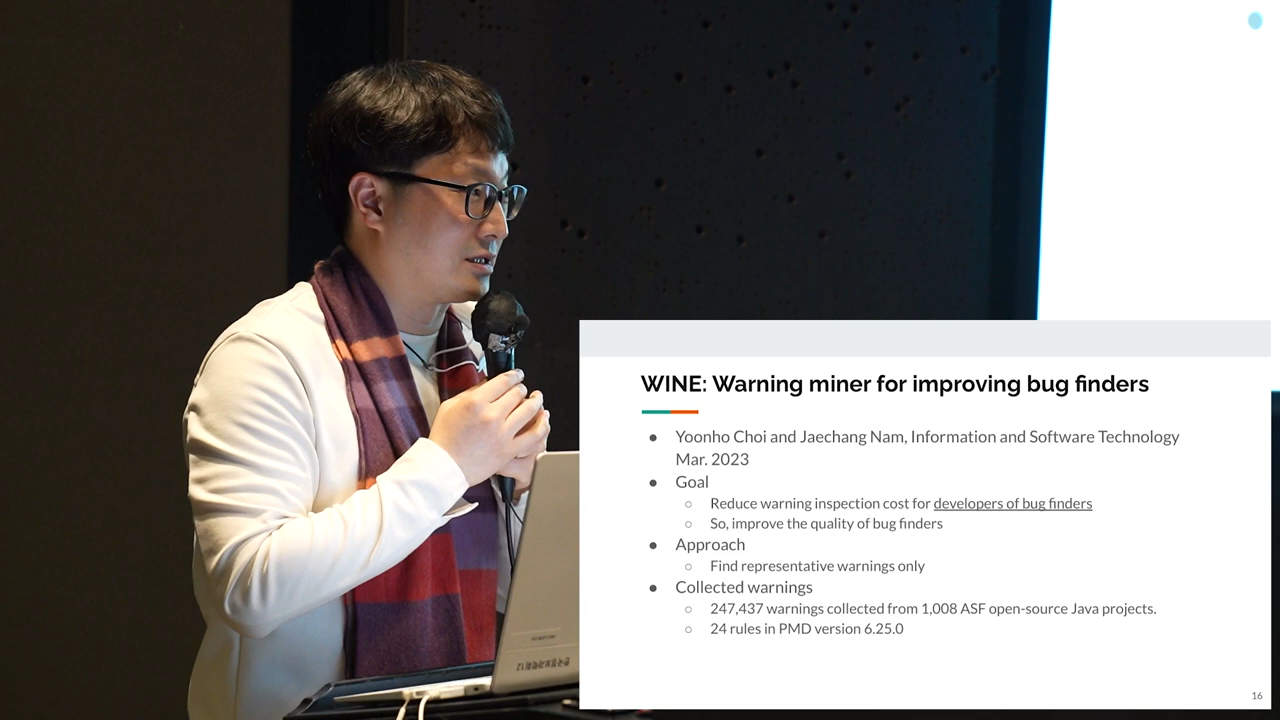 WINE: Warning miner for improving bug finders
● Yoonho Choi and Jaechang Nam, Information and Software Technology
Mar. 2023
● Goal
○ Reduce warning inspection cost for developers of bug finders
○ So, improve the quality of bug finders
● Approach
○ Find representative warnings only
● Collected warnings
○ 247,437 warnings collected from 1,008 ASF open-source Java projects.
○ 24 rules in PMD version 6.25.0
16